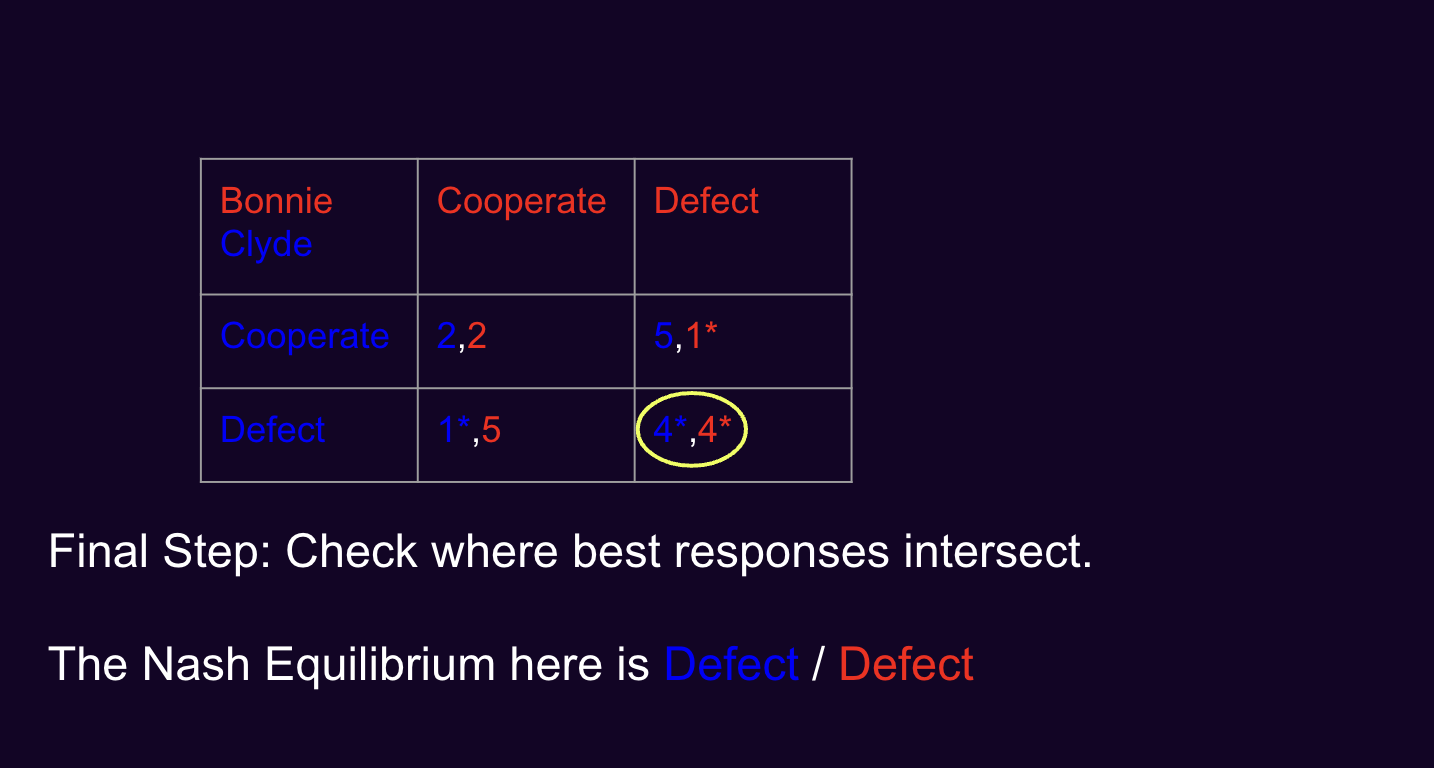 Bonnie Cooperate Defect
Clyde
Cooperate 2,2 5,1*
Defect 1*,5 4*,4*
Final Step: Check where best responses intersect.
The Nash Equilibrium here is Defect / Defect